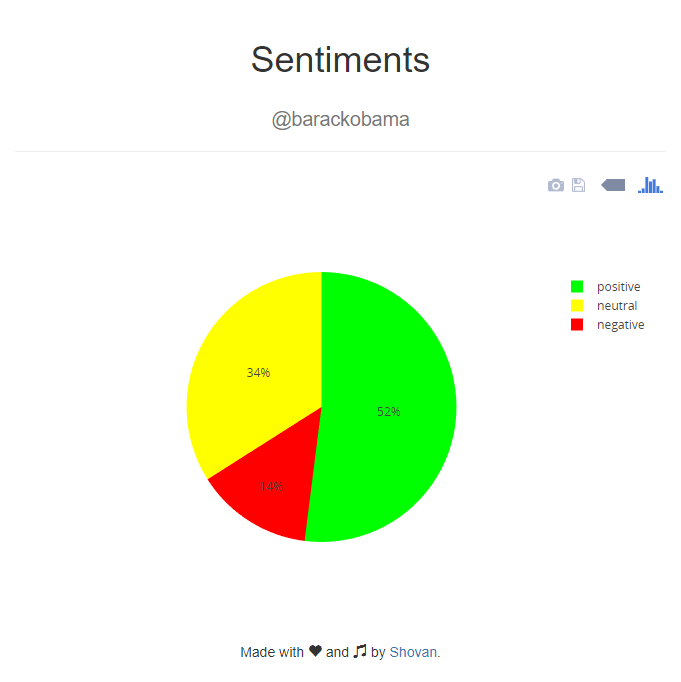 Sentiments
@barackobama
positive
neutral
negative
34%
52%
14%
Made with ♥ and 🎵 by Shovan.